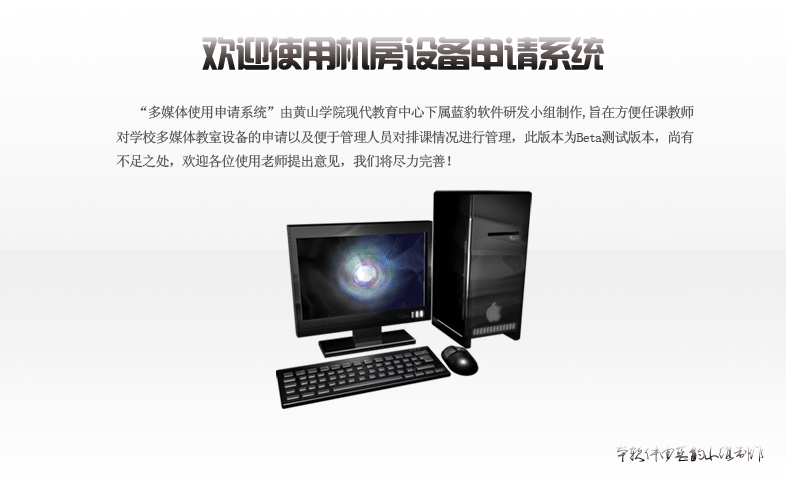 欢迎使用机房设备申请系统
“多媒体使用申请系统”由黄山学院现代教育中心下属蓝豹软件研发小组制作,旨在方便任课教师
对学校多媒体教室设备的申请以及便于管理人员对排课情况进行管理，此版本为Beta测试版本，尚有
不足之处，欢迎各位使用老师提出意见，我们将尽力完善！